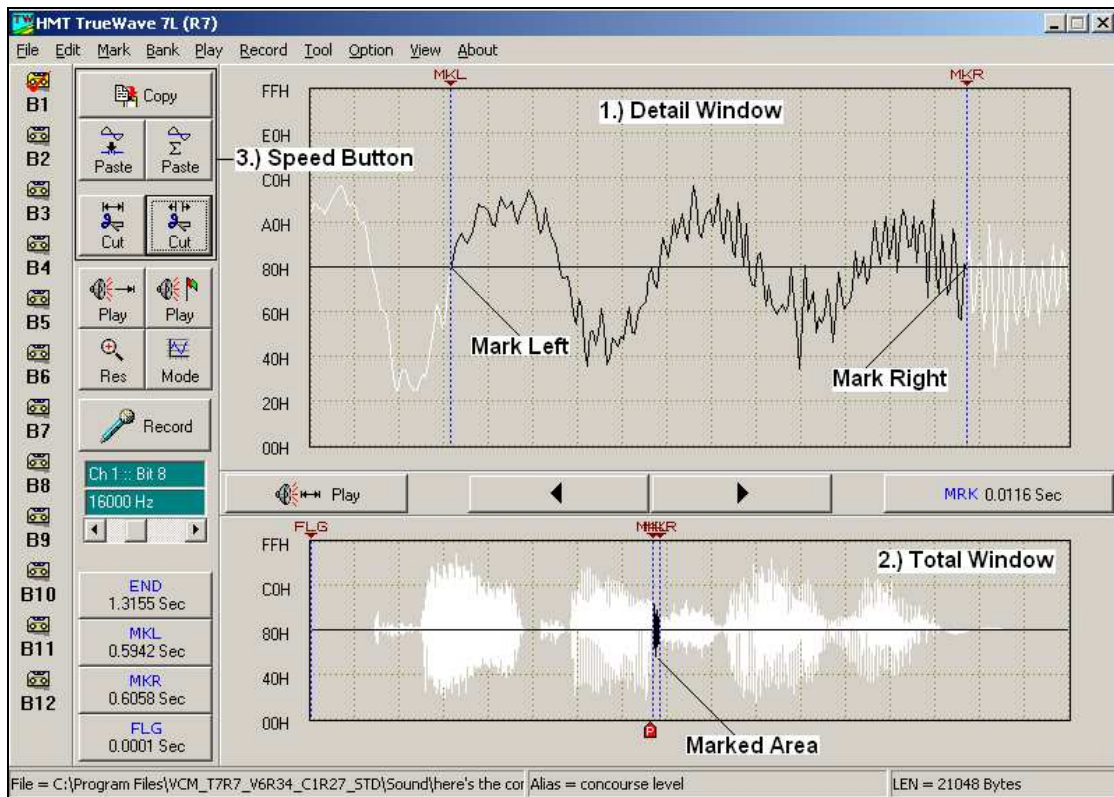 HMT TrueWave 7L (R7)
File Edit Mark Bank Play Record Tool Option View About
B1
B2
B3
B4
B5
B6
B7
B8
B9
B10
B11
B12
Copy
Paste Paste
Cut Cut
Play Play
Res Mode
Record
Ch 1 :: Bit 8
16000 Hz
END
1.3155 Sec
MKL
0.5942 Sec
MKR
0.6058 Sec
FLG
0.0001 Sec
3.) Speed Button
MKL MKR
1.) Detail Window
FFH
E0H
C0H
A0H
80H
60H
40H
20H
00H
Mark Left
Mark Right
Play
MRK 0.0116 Sec
FLG
MKR
2.) Total Window
FFH
C0H
80H
40H
00H
P
Marked Area
File = C:\Program Files\VCM_T7R7_V6R34_C1R27_STD\Sound\here's the cor
Alias = concourse level
LEN = 21048 Bytes